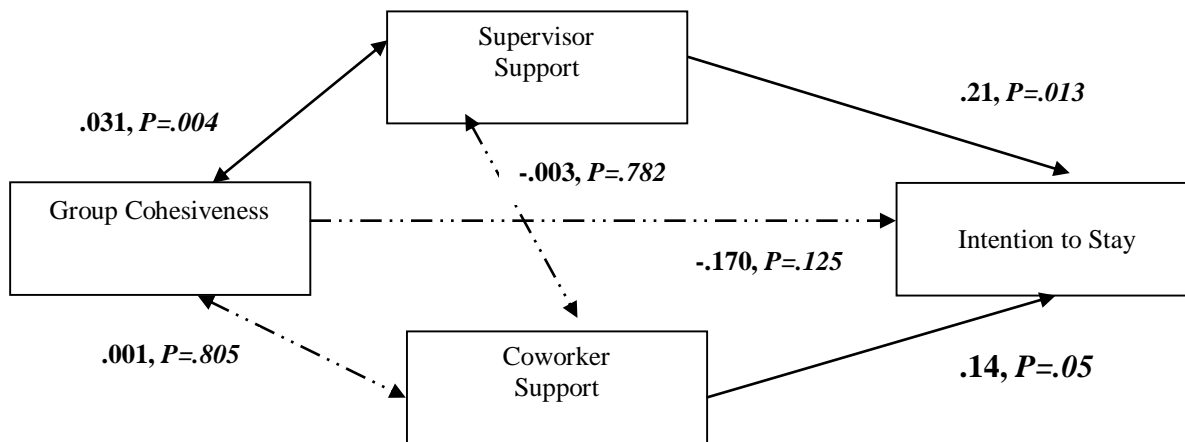 Supervisor
Support
.21, P=.013
.031, P=.004
-.003, P=.782
Group Cohesiveness
Intention to Stay
-.170, P=.125
.001, P=.805
Coworker
Support
.14, P=.05